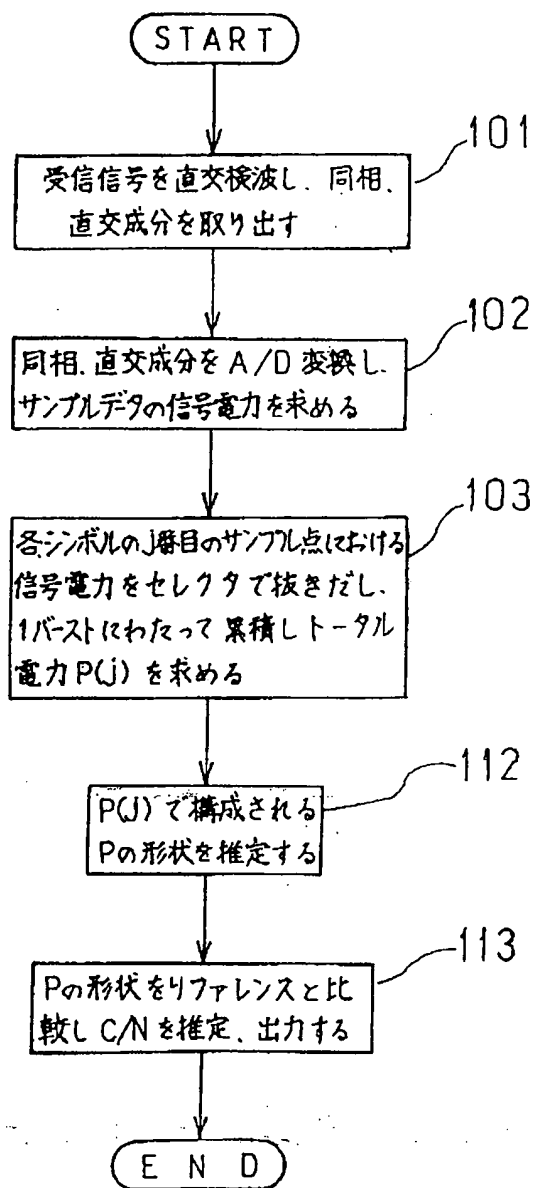 START
101
受信信号を直交検波し、同相、
直交成分を取り出す
102
同相、直交成分をA/D変換し、
サンプルデータの信号電力を求める
103
各シンボルのj番目のサンプル点における
信号電力をセレクタで抜きだし、
1バーストにわたって累積しトータル
電力P(j)を求める
112
P(j)で構成される
Pの形状を推定する
113
Pの形状をリファレンスと比
較しC/Nを推定、出力する
END